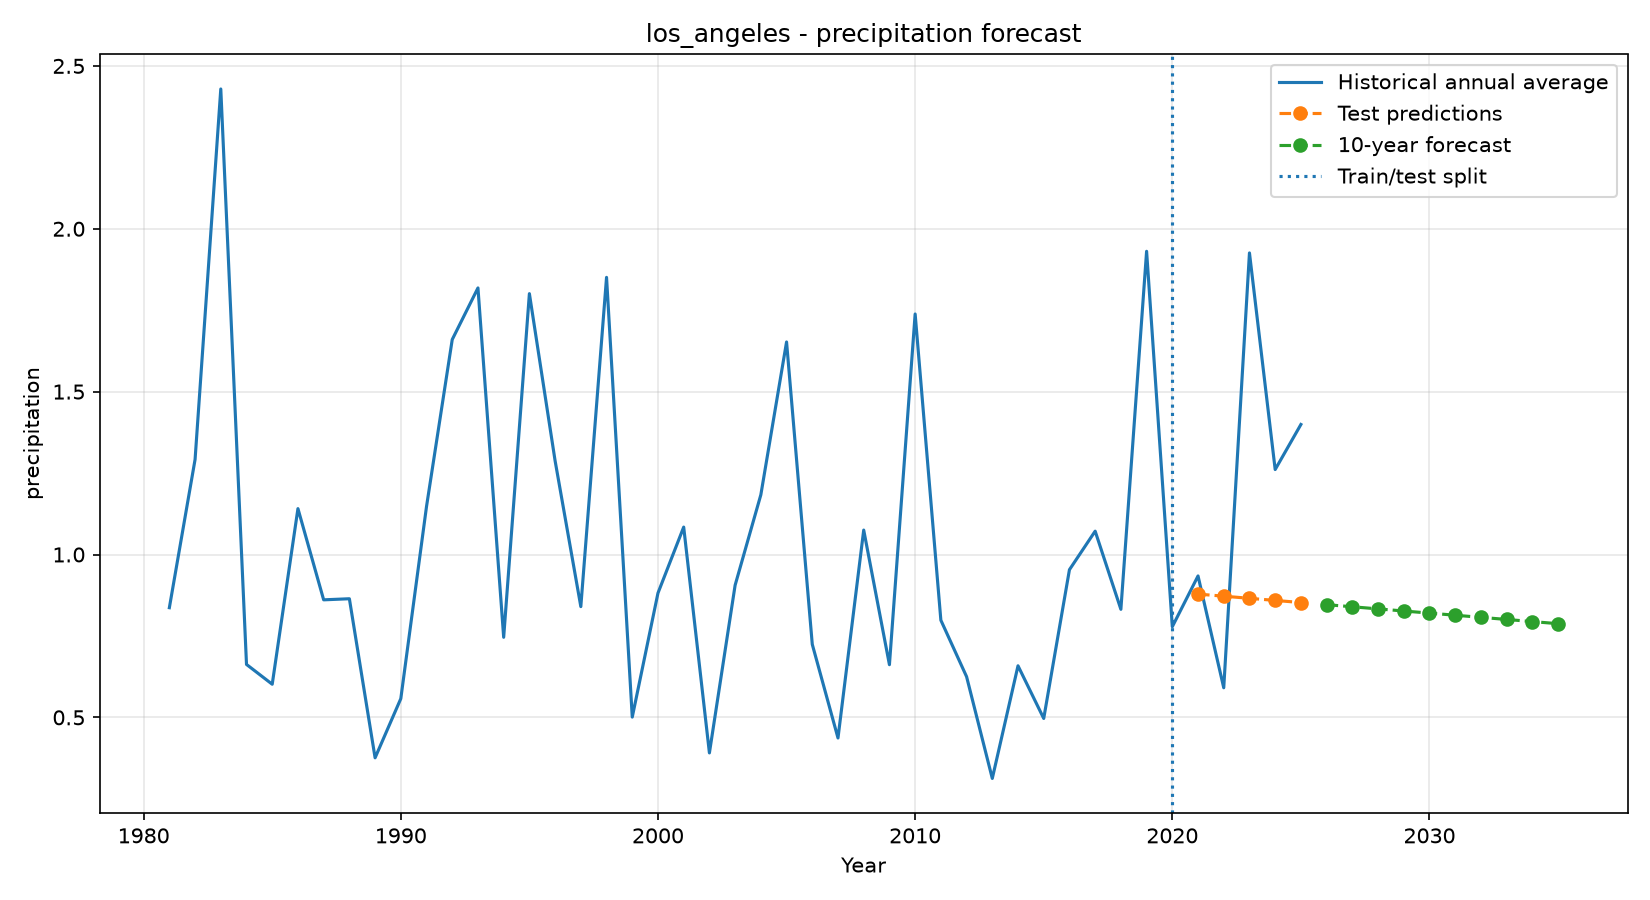 los_angeles - precipitation forecast
Historical annual average
Test predictions
10-year forecast
Train/test split
precipitation
2.5
2.0
1.5
1.0
0.5
1980 1990 2000 2010 2020 2030
Year